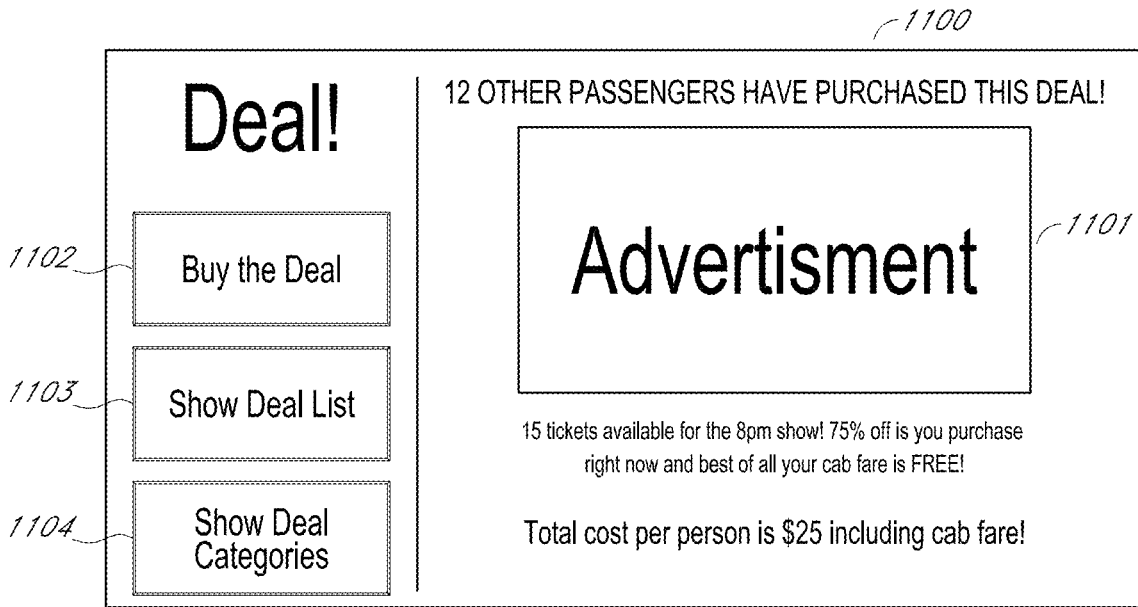 1100
Deal!
12 OTHER PASSENGERS HAVE PURCHASED THIS DEAL!
Advertisment
1101
1102
Buy the Deal
1103
Show Deal List
15 tickets available for the 8pm show! 75% off is you purchase
right now and best of all your cab fare is FREE!
1104
Show Deal
Categories
Total cost per person is $25 including cab fare!